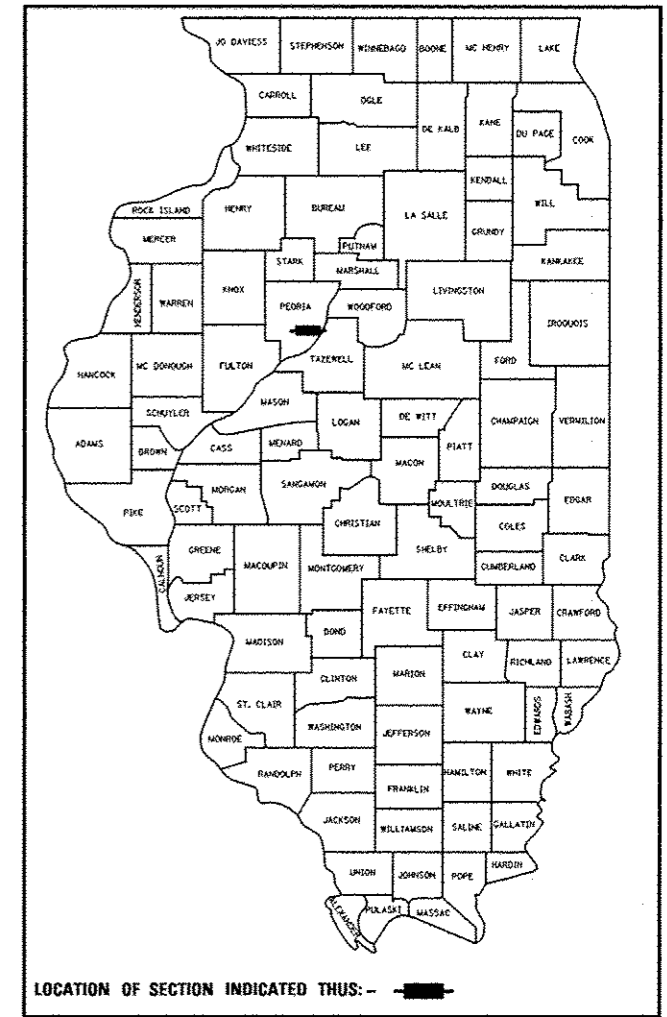 JO DAVIESS STEPHENSON WINNEBAGO BOONE MC HENRY LAKE
CARROLL OGLE DE KALB KANE DU PAGE COOK
WHITESIDE LEE
KENDALL WILL
ROCK ISLAND HENRY BUREAU LA SALLE GRUNDY
MERCER PUTNAM
STARK MARSHALL KANKAKEE
HENDERSON WARREN KNOX PEORIA WOODFORD LIVINGSTON IROQUOIS
HANCOCK MC DONOUGH FULTON TAZEWELL MC LEAN FORD
SCHUYLER MASON LOGAN DE WITT CHAMPAIGN VERMILION
ADAMS BROWN CASS MENARD PIATT
MACON
PIKE SCOTT MORGAN SANGAMON MOULTRIE DOUGLAS EDGAR
CHRISTIAN COLES
CALHOUN GREENE MACOUPIN MONTGOMERY SHELBY CUMBERLAND CLARK
JERSEY FAYETTE EFFINGHAM JASPER CRAWFORD
MADISON BOND
CLAY RICHLAND LAWRENCE
CLINTON MARION
ST. CLAIR WAYNE EDWARDS WABASH
WASHINGTON JEFFERSON
MONROE
RANDOLPH PERRY HAMILTON WHITE
FRANKLIN
JACKSON WILLIAMSON SALINE GALLATIN
UNION JOHNSON POPE HARDIN
ALEXANDER PULASKI MASSAC
LOCATION OF SECTION INDICATED THUS:-